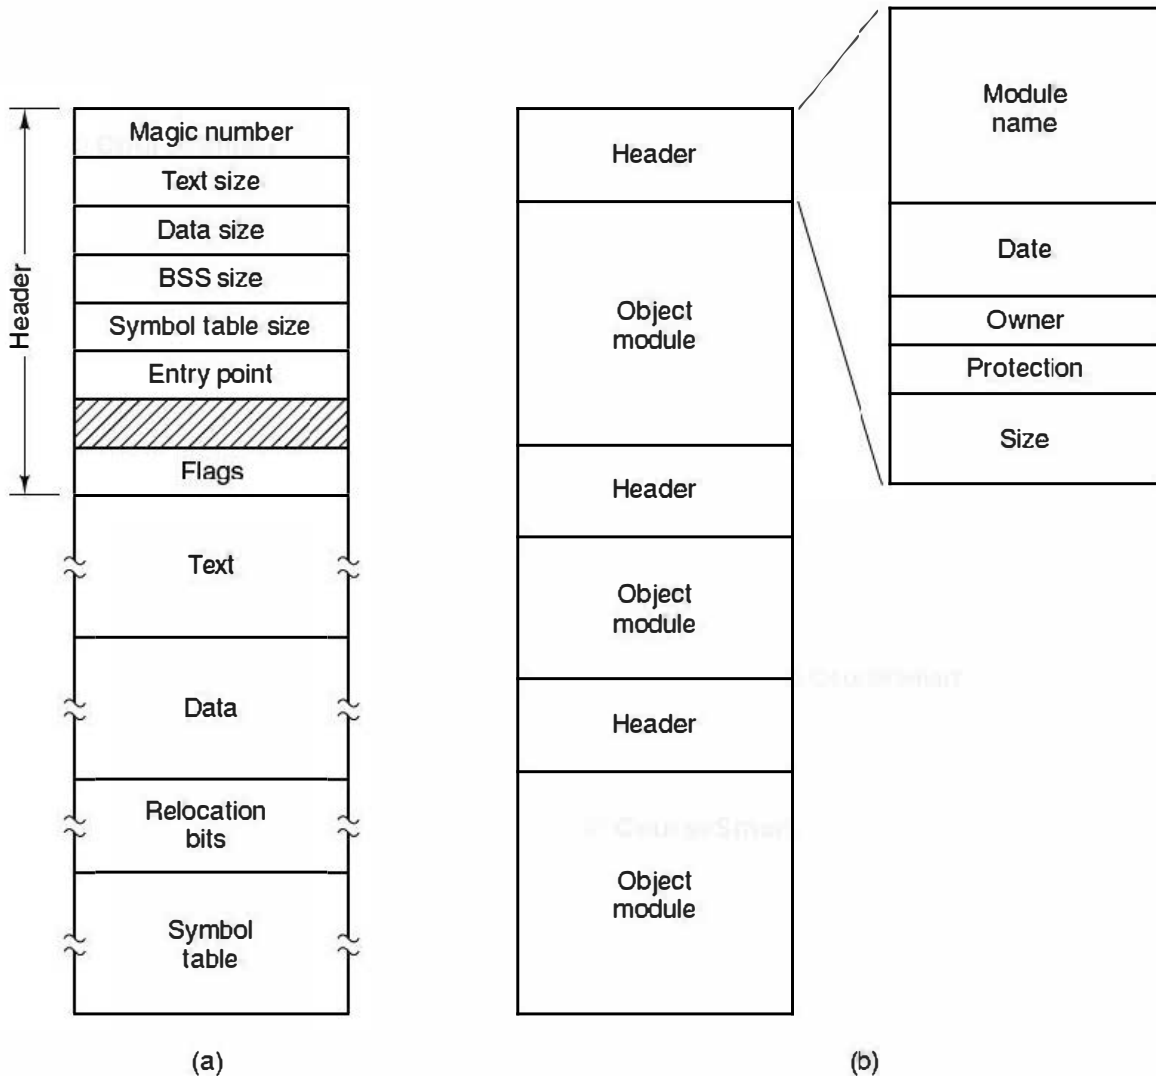 Header
Magic number
Text size
Data size
BSS size
Symbol table size
Entry point
Flags
Text
Data
Relocation
bits
Symbol
table
(a)
Header
Object
module
Header
Object
module
Header
Object
module
Module
name
Date
Owner
Protection
Size
(b)